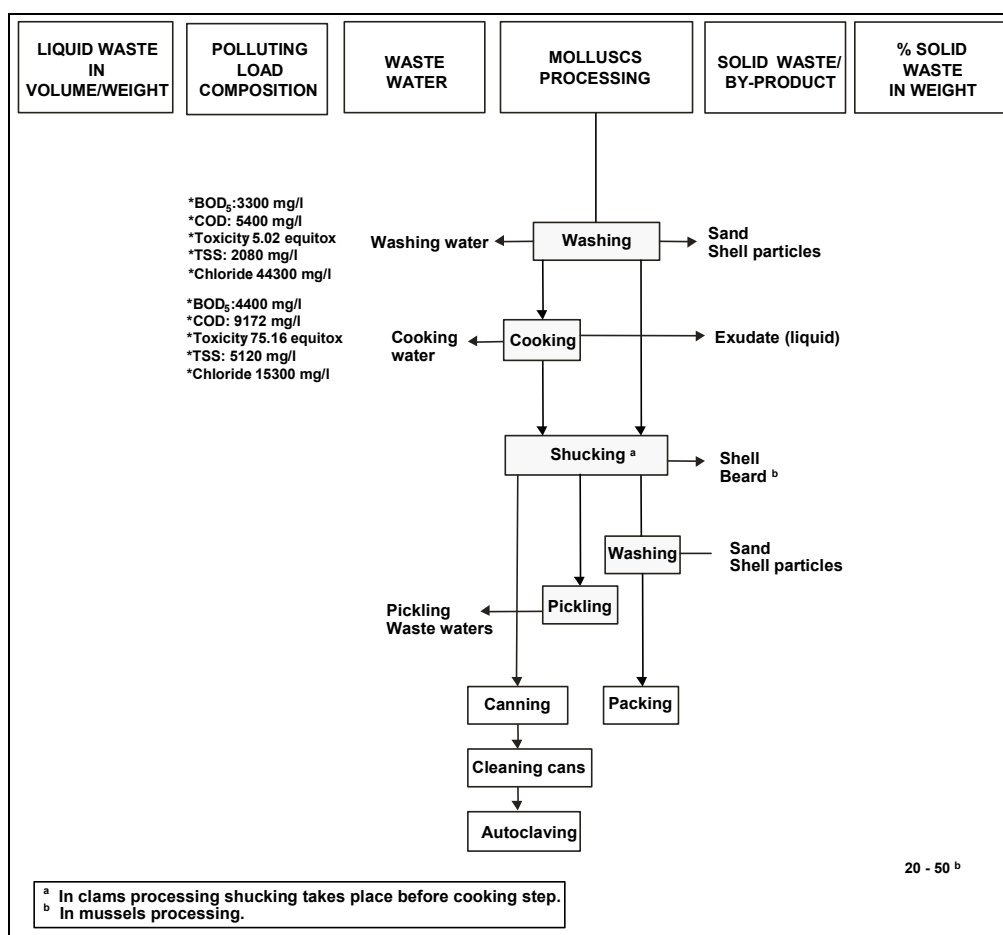 LIQUID WASTE
IN
VOLUME/WEIGHT
POLLUTING
LOAD
COMPOSITION
WASTE
WATER
MOLLUSCS
PROCESSING
SOLID WASTE/
BY-PRODUCT
% SOLID
WASTE
IN WEIGHT
*BOD5:3300 mg/l
*COD: 5400 mg/l
*Toxicity 5.02 equitox
*TSS: 2080 mg/l
*Chloride 44300 mg/l
Washing water
Washing
Sand
Shell particles
*BOD5:4400 mg/l
*COD: 9172 mg/l
*Toxicity 75.16 equitox
*TSS: 5120 mg/l
*Chloride 15300 mg/l
Cooking
water
Cooking
Exudate (liquid)
Shucking a
Shell
Beard b
Washing
Sand
Shell particles
Pickling
Waste waters
Pickling
Canning
Packing
Cleaning cans
Autoclaving
20 - 50 b
a In clams processing shucking takes place before cooking step.
b In mussels processing.